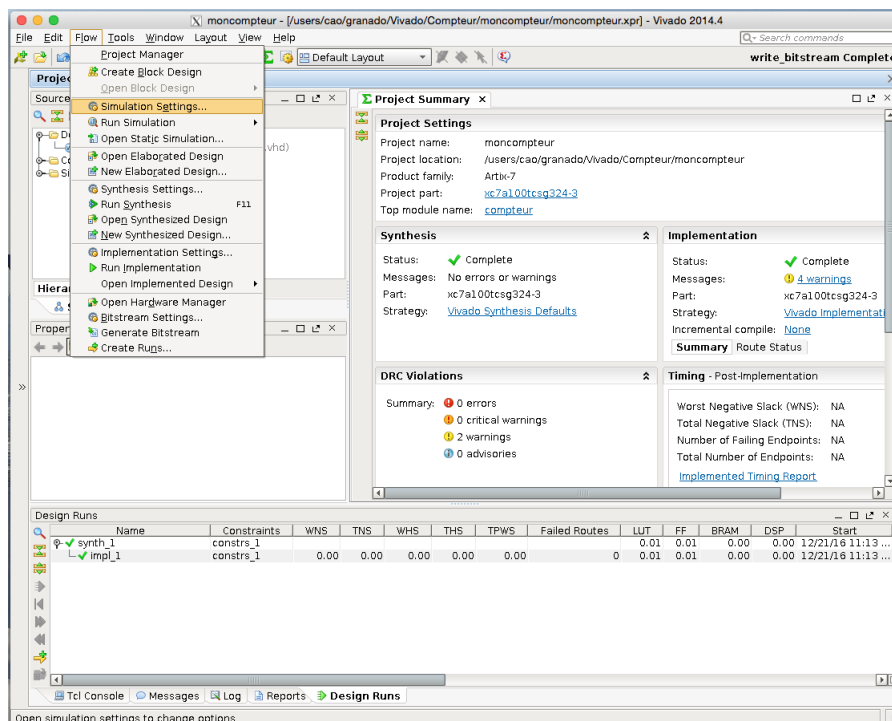 moncompteur - [/users/cao/granado/Vivado/Compteur/moncompteur/moncompteur.xpr] - Vivado 2014.4
File Edit Flow Tools Window Layout View Help
Search commands
Default Layout
write_bitstream Complete
Project Manager
Create Block Design
Open Block Design
Simulation Settings...
Run Simulation
Open Static Simulation...
Open Elaborated Design
New Elaborated Design...
Synthesis Settings...
Run Synthesis F11
Open Synthesized Design
New Synthesized Design...
Implementation Settings...
Run Implementation
Open Implemented Design
Open Hardware Manager
Bitstream Settings...
Generate Bitstream
Create Runs...
Projec
Source
De
.vhd)
Co
Si
Hierar
S
Proper
Project Summary
Project Settings
Project name: moncompteur
Project location: /users/cao/granado/Vivado/Compteur/moncompteur
Product family: Artix-7
Project part: xc7a100tcsg324-3
Top module name: compteur
Synthesis
Status: Complete
Messages: No errors or warnings
Part: xc7a100tcsg324-3
Strategy: Vivado Synthesis Defaults
Implementation
Status: Complete
Messages: 4 warnings
Part: xc7a100tcsg324-3
Strategy: Vivado Implementati
Incremental compile: None
Summary Route Status
DRC Violations
Summary: 0 errors
0 critical warnings
2 warnings
0 advisories
Timing - Post-Implementation
Worst Negative Slack (WNS): NA
Total Negative Slack (TNS): NA
Number of Failing Endpoints: NA
Total Number of Endpoints: NA
Implemented Timing Report
Design Runs
Name Constraints WNS TNS WHS THS TPWS Failed Routes LUT FF BRAM DSP Start
synth_1 constrs_1 0.01 0.01 0.00 0.00 12/21/16 11:13 ...
impl_1 constrs_1 0.00 0.00 0.00 0.00 0.00 0 0.01 0.01 0.00 0.00 12/21/16 11:13 ...
Tcl Console Messages Log Reports Design Runs
Open simulation settings to change options